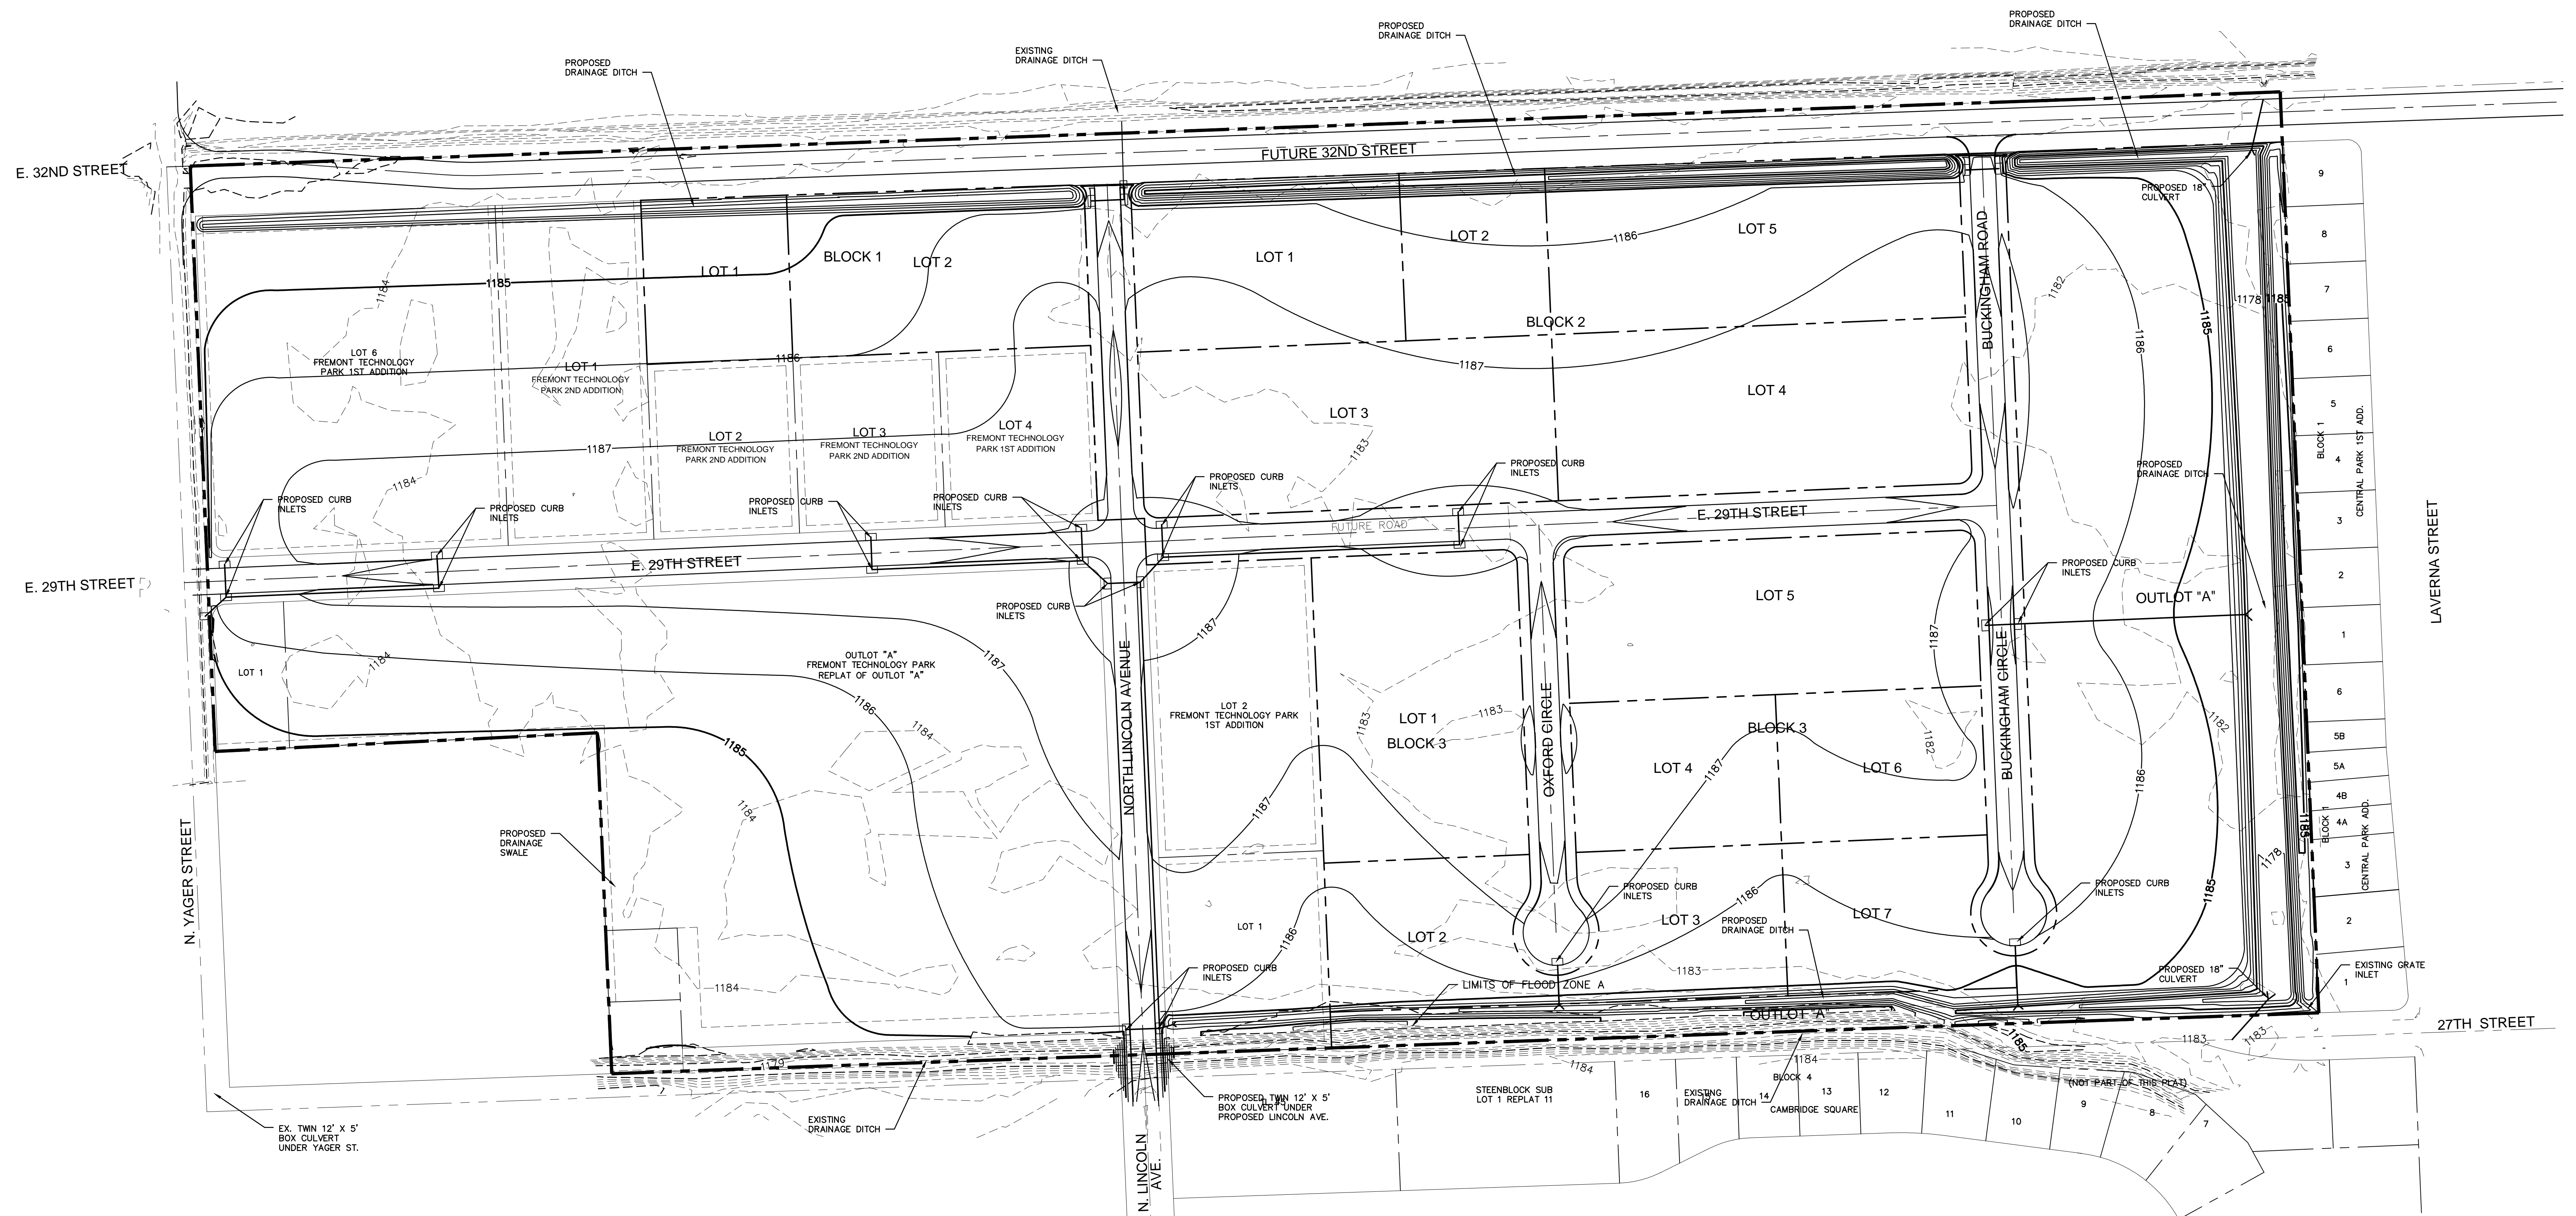 PROPOSED
DRAINAGE DITCH
EXISTING
DRAINAGE DITCH
PROPOSED
DRAINAGE DITCH
PROPOSED
DRAINAGE DITCH
E. 32ND STREET
FUTURE 32ND STREET
PROPOSED 18"
CULVERT
9
8
7
6
5
4
3
2
1
6
5B
5A
4B
4A
3
2
1
BLOCK 1
CENTRAL PARK 1ST ADD.
BLOCK 1
CENTRAL PARK ADD.
LAVERNA STREET
LOT 1
BLOCK 1
LOT 2
1185
1184
1186
1187
1184
LOT 6
FREMONT TECHNOLOGY
PARK 1ST ADDITION
LOT 1
FREMONT TECHNOLOGY
PARK 2ND ADDITION
LOT 2
FREMONT TECHNOLOGY
PARK 2ND ADDITION
LOT 3
FREMONT TECHNOLOGY
PARK 2ND ADDITION
LOT 4
FREMONT TECHNOLOGY
PARK 1ST ADDITION
LOT 1
LOT 2
LOT 5
1186
BLOCK 2
1187
LOT 3
LOT 4
1183
BUCKINGHAM ROAD
1182
1186
1185
1178
1185
PROPOSED
DRAINAGE DITCH
PROPOSED CURB
INLETS
PROPOSED CURB
INLETS
PROPOSED CURB
INLETS
PROPOSED CURB
INLETS
PROPOSED CURB
INLETS
PROPOSED CURB
INLETS
FUTURE ROAD
E. 29TH STREET
E. 29TH STREET
E. 29TH STREET
PROPOSED CURB
INLETS
PROPOSED CURB
INLETS
OUTLOT "A"
LOT 1
1184
OUTLOT "A"
FREMONT TECHNOLOGY PARK
REPLAT OF OUTLOT "A"
1187
1186
1185
1184
1184
1184
NORTH LINCOLN AVENUE
1187
LOT 2
FREMONT TECHNOLOGY PARK
1ST ADDITION
LOT 1
BLOCK 3
1183
1183
1187
OXFORD CIRCLE
LOT 5
1187
BLOCK 3
LOT 4
LOT 6
1187
1182
BUCKINGHAM CIRCLE
1182
1186
1185
1178
1185
N. YAGER STREET
PROPOSED
DRAINAGE
SWALE
LOT 1
1186
LOT 2
PROPOSED CURB
INLETS
LOT 3
1186
LOT 7
PROPOSED
DRAINAGE DITCH
PROPOSED CURB
INLETS
PROPOSED CURB
INLETS
1183
LIMITS OF FLOOD ZONE A
OUTLOT "A"
PROPOSED 18"
CULVERT
EXISTING GRATE
INLET
27TH STREET
1183
1183
1185
1179
1184
1184
EX. TWIN 12' X 5'
BOX CULVERT
UNDER YAGER ST.
EXISTING
DRAINAGE DITCH
PROPOSED TWIN 12' X 5'
BOX CULVERT UNDER
PROPOSED LINCOLN AVE.
N. LINCOLN
AVE.
STEENBLOCK SUB
LOT 1 REPLAT 11
EXISTING
DRAINAGE DITCH
BLOCK 4
CAMBRIDGE SQUARE
16
14
13
12
11
10
9
8
7
(NOT PART OF THIS PLAT)